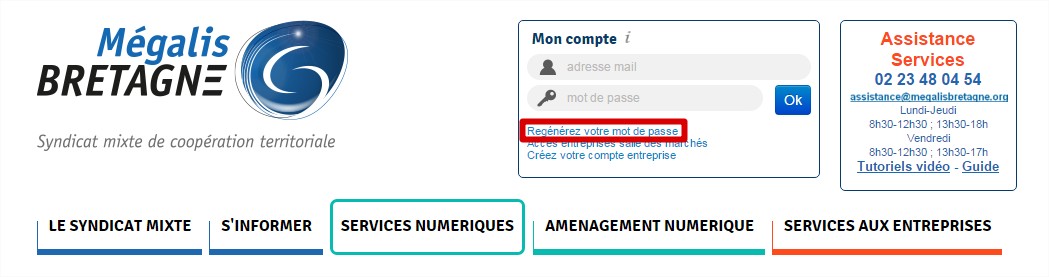 Mégalis
BRETAGNE
Syndicat mixte de coopération territoriale
Mon compte i
adresse mail
mot de passe
Ok
Regénérez votre mot de passe
Accès entreprises salle des marchés
Créez votre compte entreprise
Assistance
Services
02 23 48 04 54
assistance@megalisbretagne.org
Lundi-Jeudi
8h30-12h30 ; 13h30-18h
Vendredi
8h30-12h30 ; 13h30-17h
Tutoriels vidéo - Guide
LE SYNDICAT MIXTE
S'INFORMER
SERVICES NUMERIQUES
AMENAGEMENT NUMERIQUE
SERVICES AUX ENTREPRISES